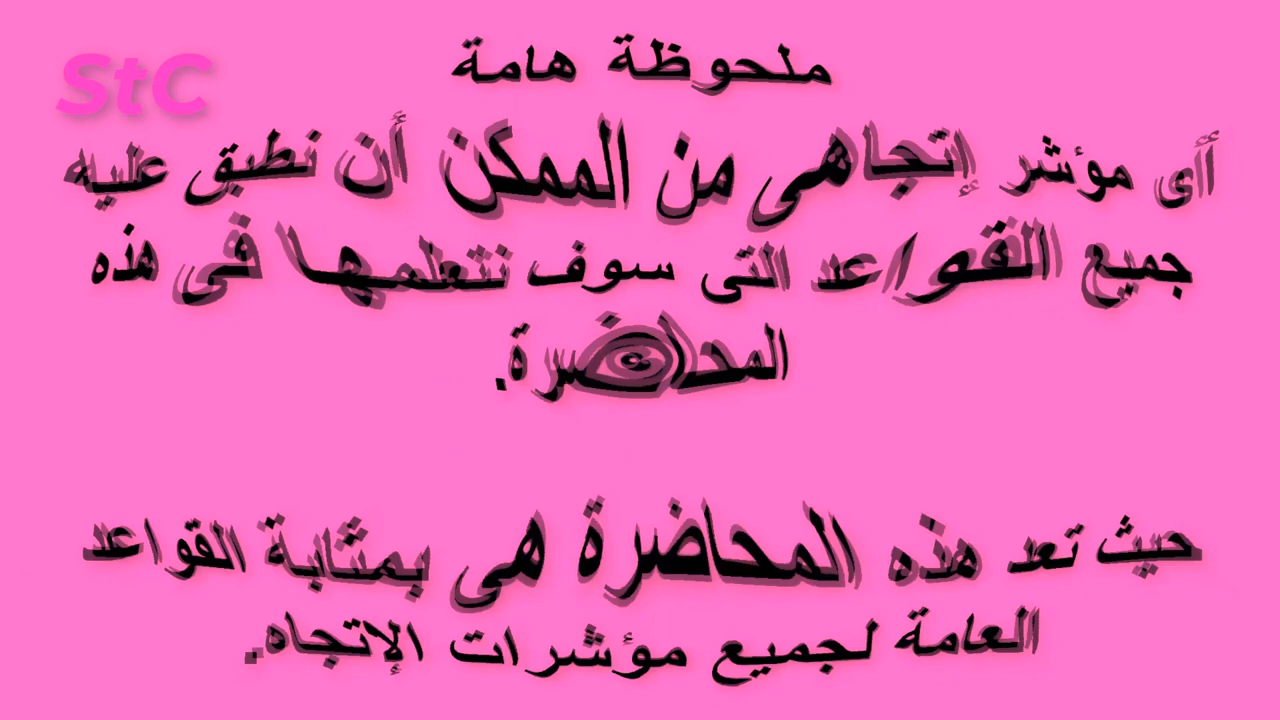 StC
ملحوظة هامة
أى مؤشر إتجاهى من الممكن أن نطبق عليه
جميع القواعد التى سوف نتعلمها فى هذه
المحاضرة.
حيث تعد هذه المحاضرة هى بمثابة القواعد
العامة لجميع مؤشرات الإتجاه.